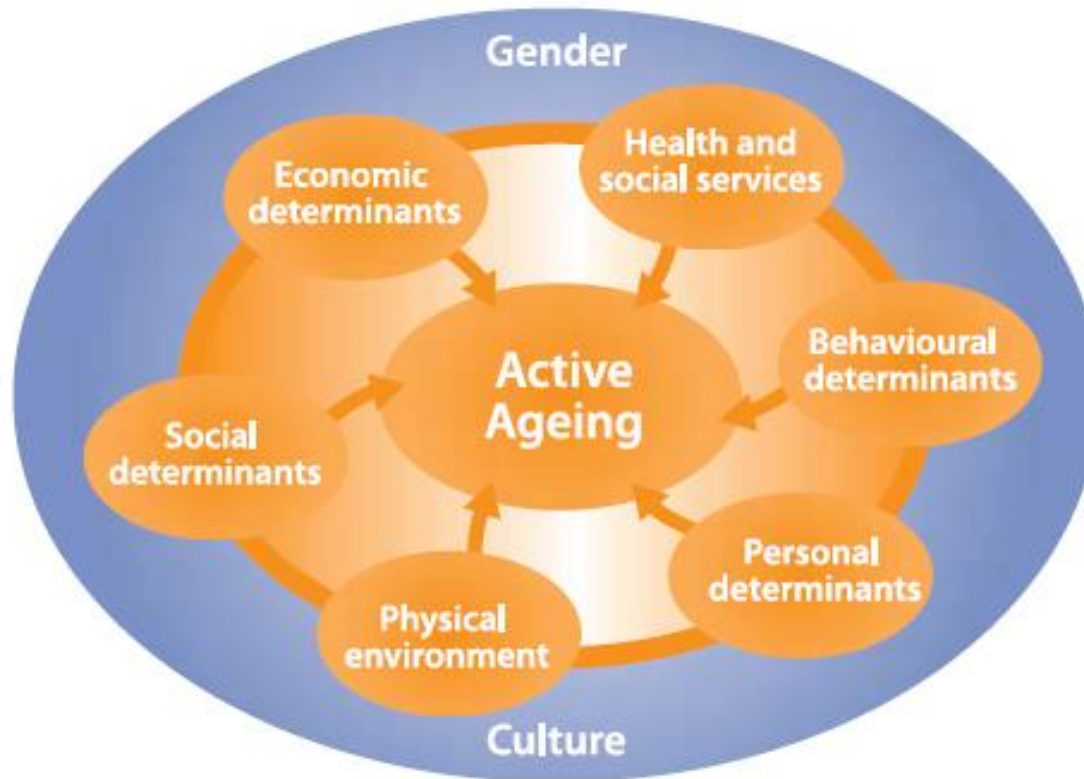 Gender
Economic
determinants
Health and
social services
Behavioural
determinants
Active
Ageing
Social
determinants
Personal
determinants
Physical
environment
Culture